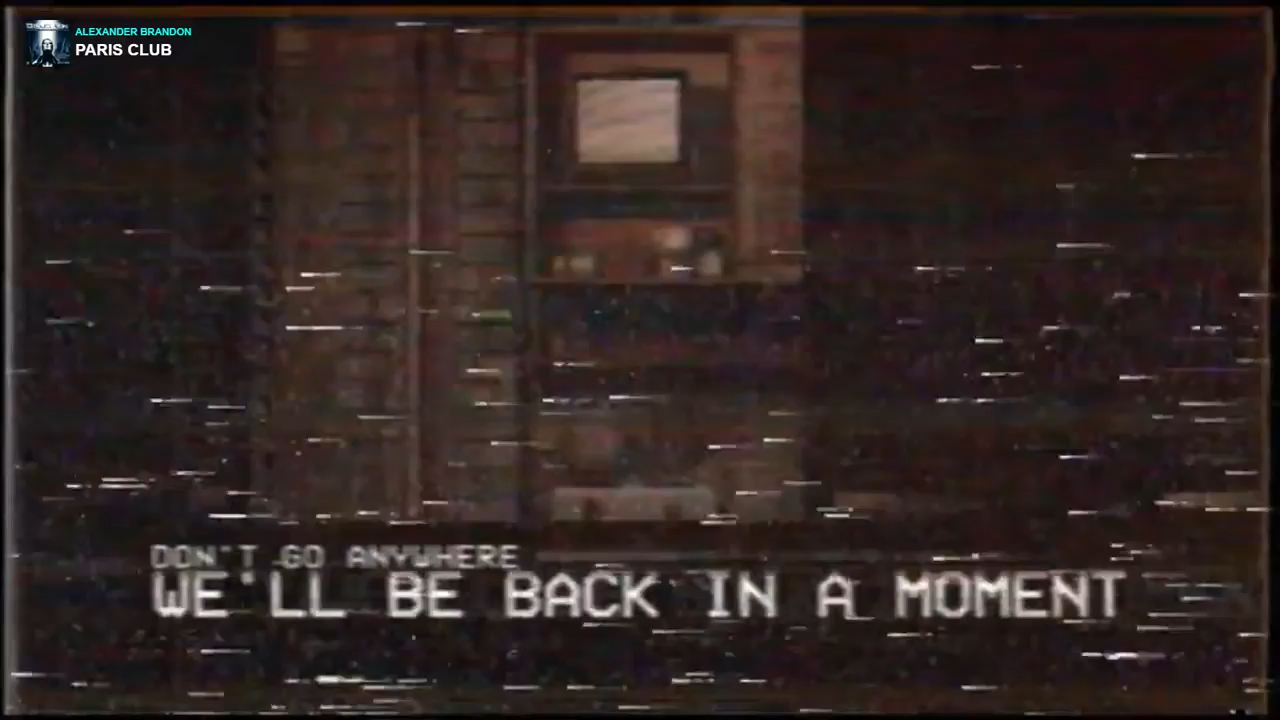 ALEXANDER BRANDON
PARIS CLUB
DON'T GO ANYWHERE
WE'LL BE BACK IN A MOMENT